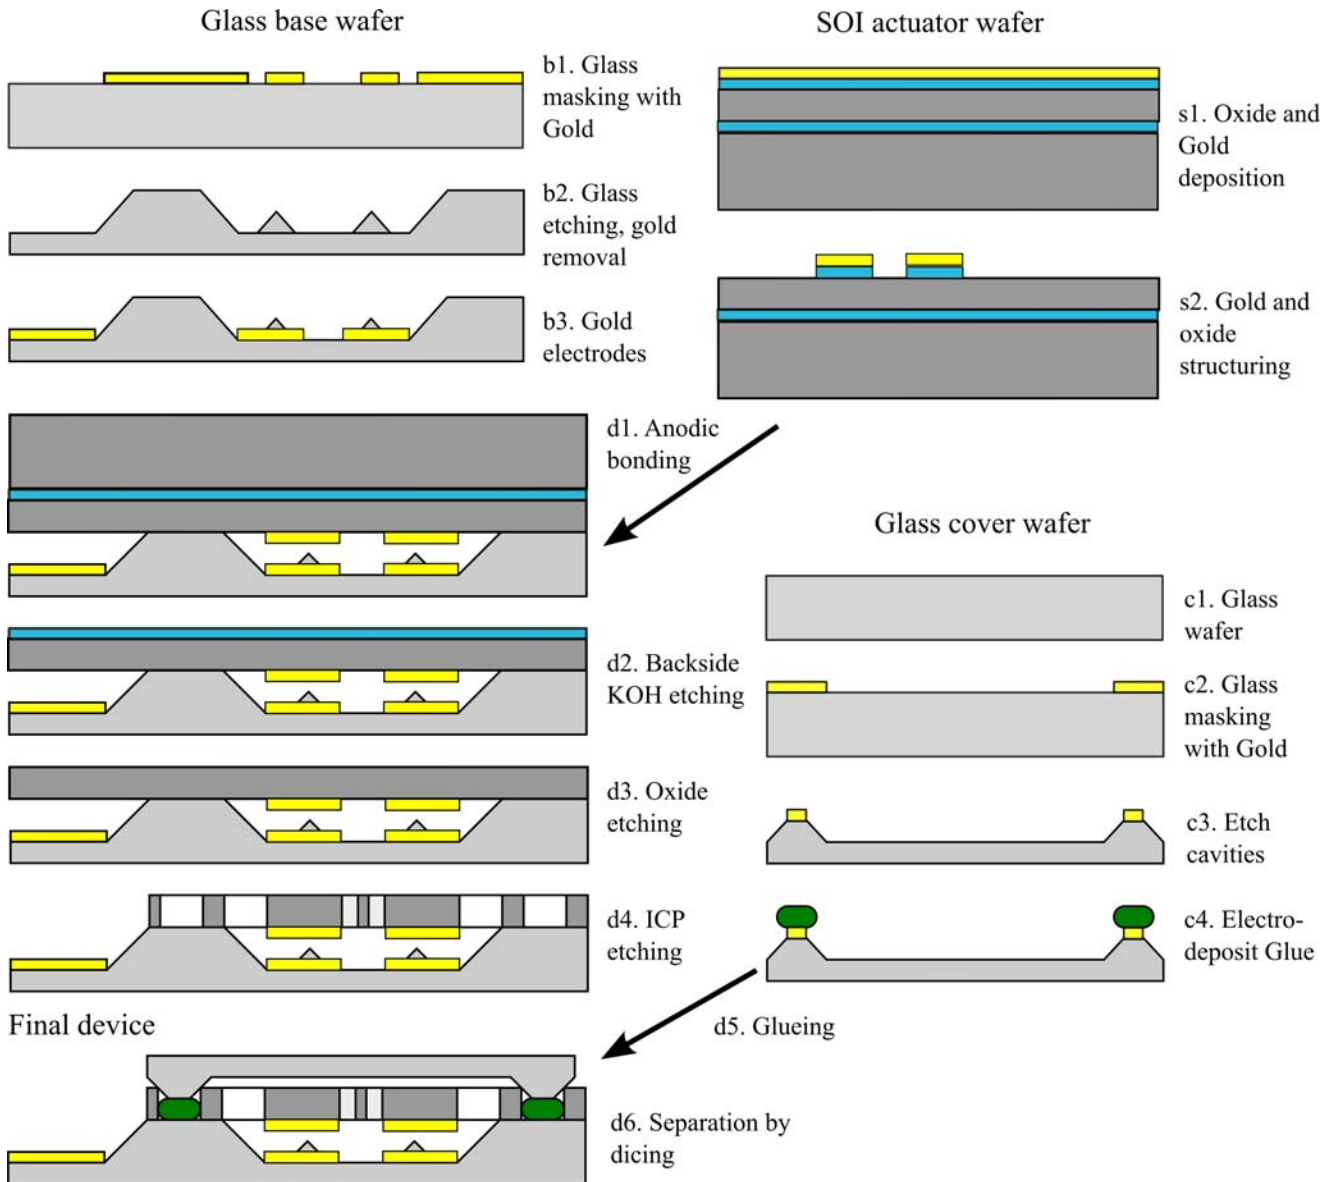 Glass base wafer
b1. Glass
masking with
Gold
b2. Glass
etching, gold
removal
b3. Gold
electrodes
SOI actuator wafer
s1. Oxide and
Gold
deposition
s2. Gold and
oxide
structuring
d1. Anodic
bonding
d2. Backside
KOH etching
d3. Oxide
etching
d4. ICP
etching
Glass cover wafer
c1. Glass
wafer
c2. Glass
masking
with Gold
c3. Etch
cavities
c4. Electro-
deposit Glue
d5. Glueing
Final device
d6. Separation by
dicing